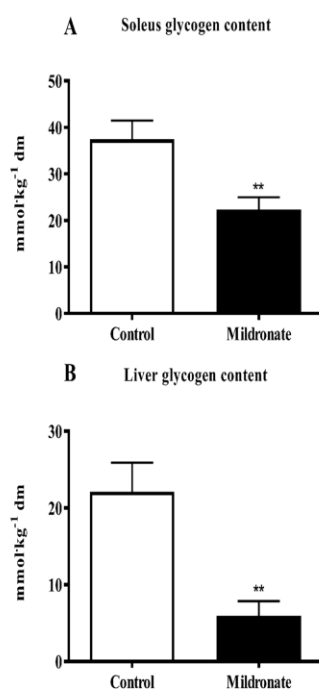 A
Soleus glycogen content
mmol·kg⁻¹ dm
50
40
30
20
10
0
**
Control
Mildronate
B
Liver glycogen content
mmol·kg⁻¹ dm
30
20
10
0
**
Control
Mildronate